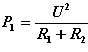 P₁ = U² / (R₁ + R₂)